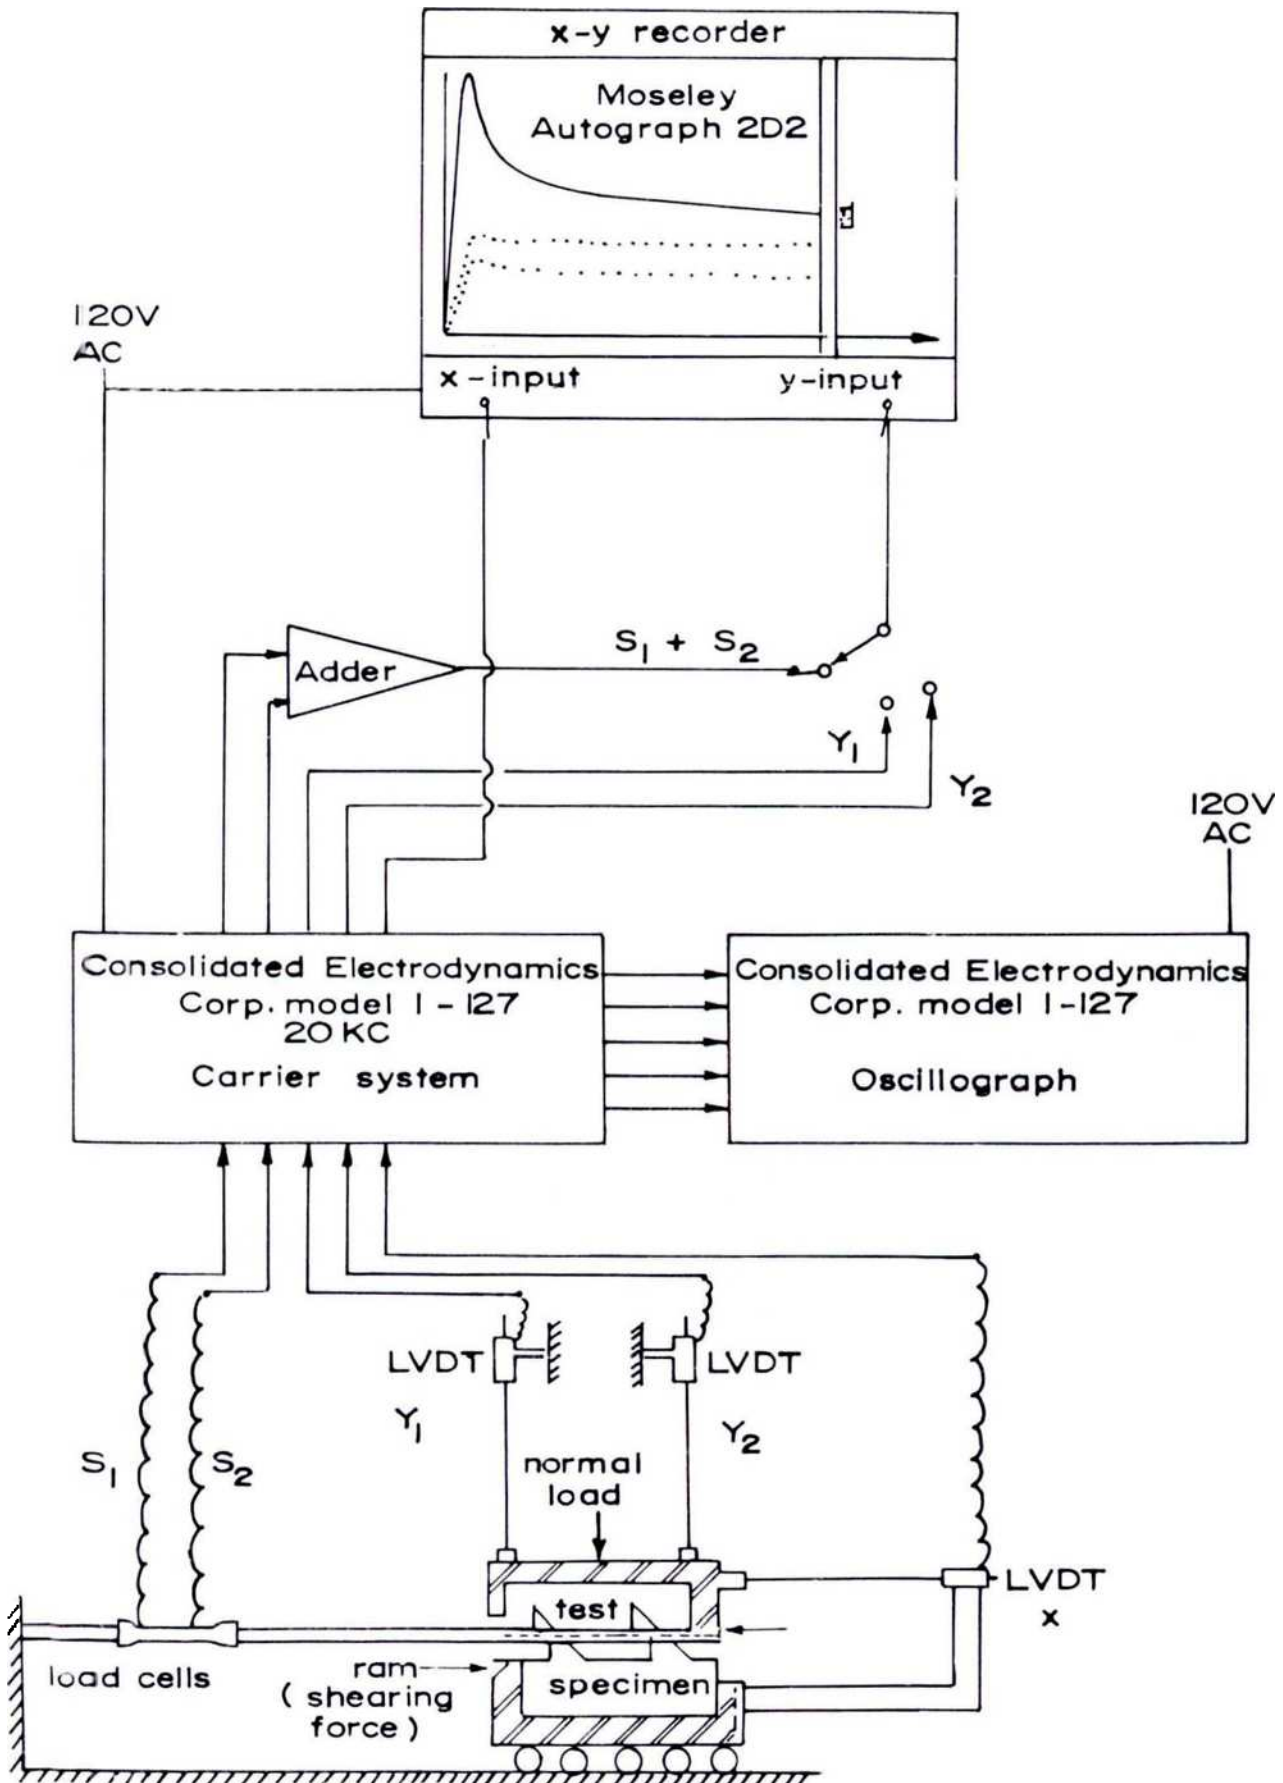 x-y recorder
Moseley
Autograph 2D2
120V
AC
x-input
y-input
Adder
S1 + S2
Y1
Y2
120V
AC
Consolidated Electrodynamics
Corp. model 1-127
20 KC
Carrier system
Consolidated Electrodynamics
Corp. model 1-127
Oscillograph
LVDT
LVDT
Y1
Y2
S1
S2
normal
load
LVDT
x
test
load cells
ram
(shearing
force)
specimen